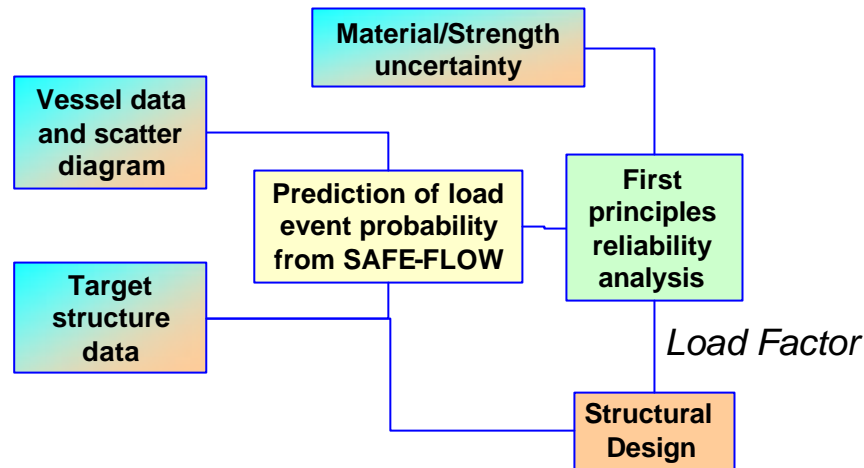 Material/Strength
uncertainty
Vessel data
and scatter
diagram
Prediction of load
event probability
from SAFE-FLOW
First
principles
reliability
analysis
Target
structure
data
Load Factor
Structural
Design